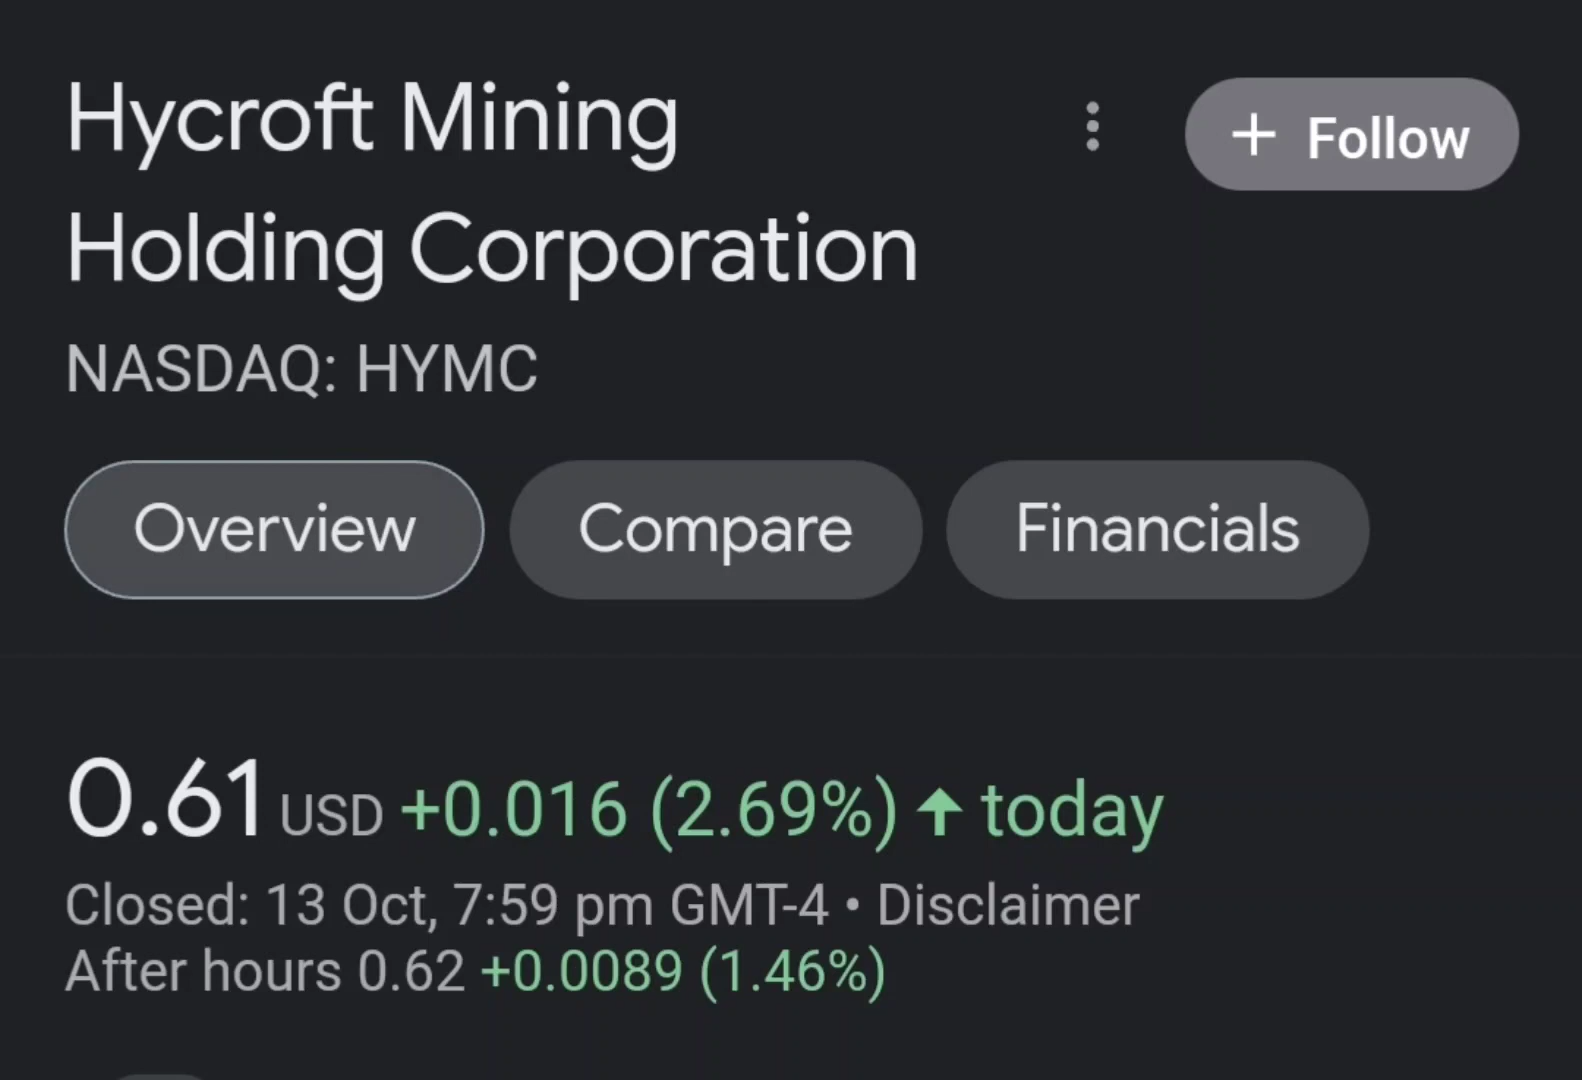 Hycroft Mining
Holding Corporation
+ Follow
NASDAQ: HYMC
Overview
Compare
Financials
0.61 USD +0.016 (2.69%) ↑ today
Closed: 13 Oct, 7:59 pm GMT-4 • Disclaimer
After hours 0.62 +0.0089 (1.46%)